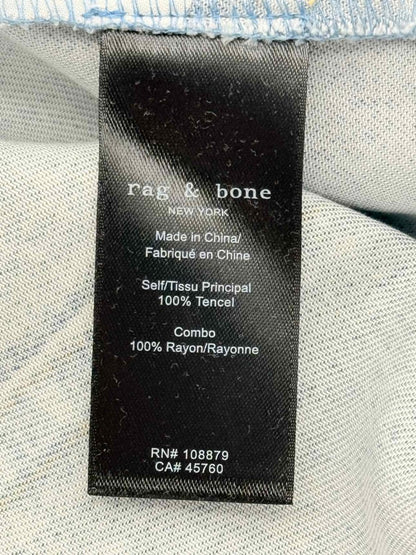 rag & bone
NEW YORK
Made in China/
Fabriqué en Chine
Self/Tissu Principal
100% Tencel
Combo
100% Rayon/Rayonne
RN# 108879
CA# 45760